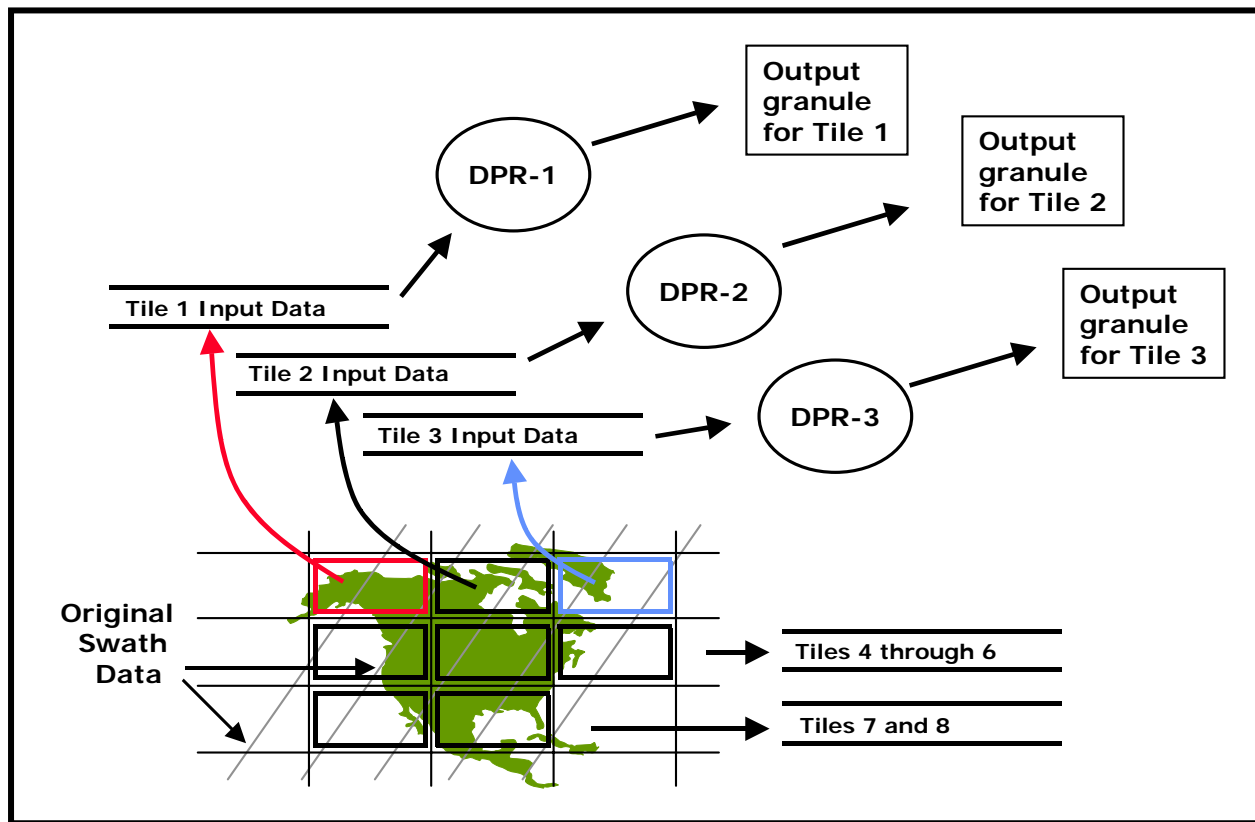 Output
granule
for Tile 1
DPR-1
Output
granule
for Tile 2
DPR-2
Output
granule
for Tile 3
Tile 1 Input Data
Tile 2 Input Data
Tile 3 Input Data
DPR-3
Original
Swath
Data
Tiles 4 through 6
Tiles 7 and 8